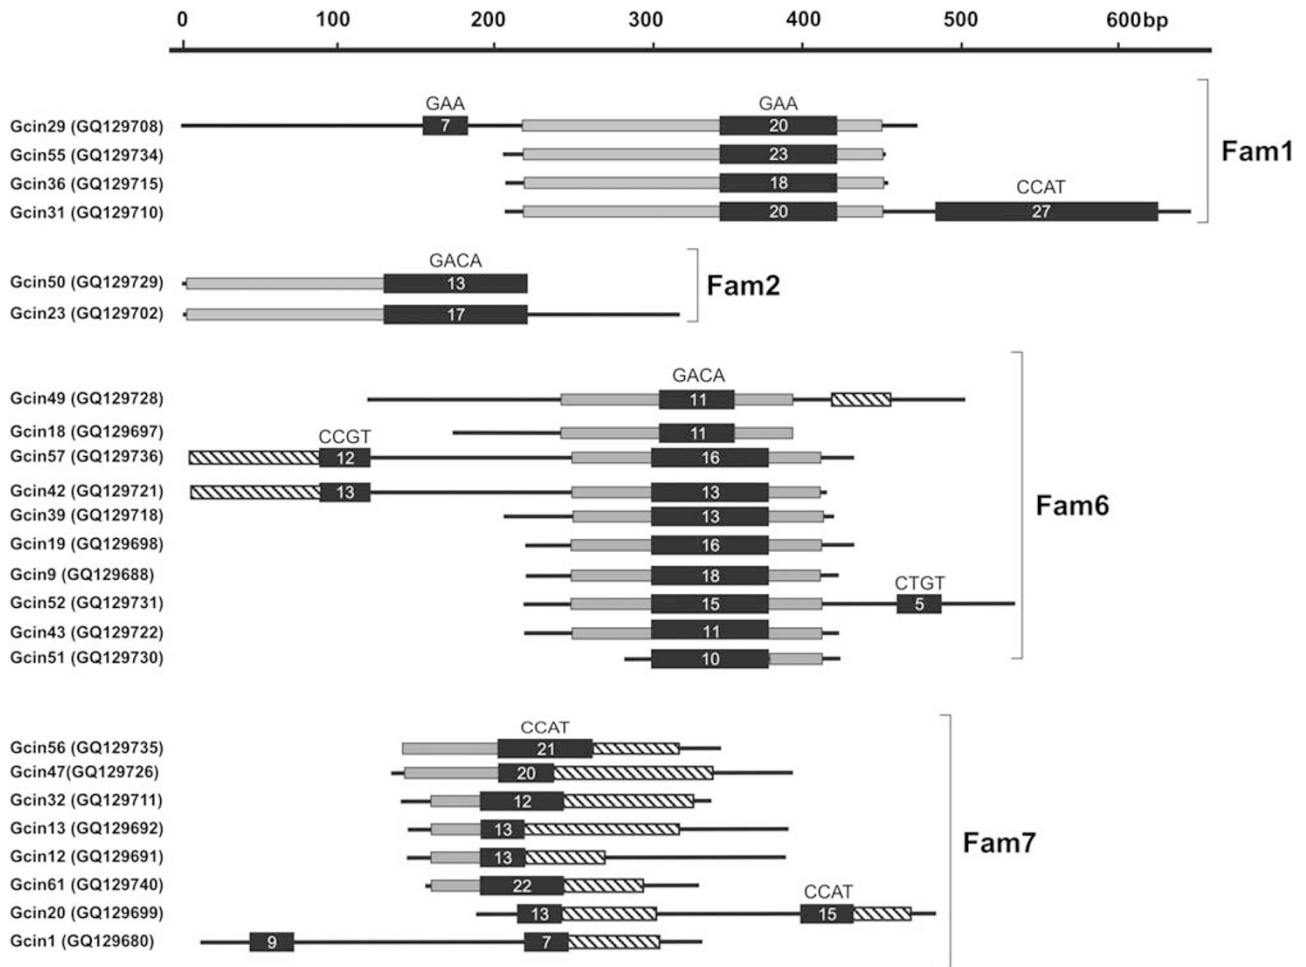 0 100 200 300 400 500 600bp
GAA GAA
Gcin29 (GQ129708) 7 20
Gcin55 (GQ129734) 23
Fam1
Gcin36 (GQ129715) 18
CCAT
Gcin31 (GQ129710) 20 27
GACA
Gcin50 (GQ129729) 13
Fam2
Gcin23 (GQ129702) 17
GACA
Gcin49 (GQ129728) 11
Gcin18 (GQ129697) 11
CCGT
Gcin57 (GQ129736) 12 16
Gcin42 (GQ129721) 13 13
Fam6
Gcin39 (GQ129718) 13
Gcin19 (GQ129698) 16
Gcin9 (GQ129688) 18
CTGT
Gcin52 (GQ129731) 15 5
Gcin43 (GQ129722) 11
Gcin51 (GQ129730) 10
CCAT
Gcin56 (GQ129735) 21
Gcin47(GQ129726) 20
Gcin32 (GQ129711) 12
Gcin13 (GQ129692) 13
Fam7
Gcin12 (GQ129691) 13
Gcin61 (GQ129740) 22
CCAT
Gcin20 (GQ129699) 13 15
Gcin1 (GQ129680) 9 7